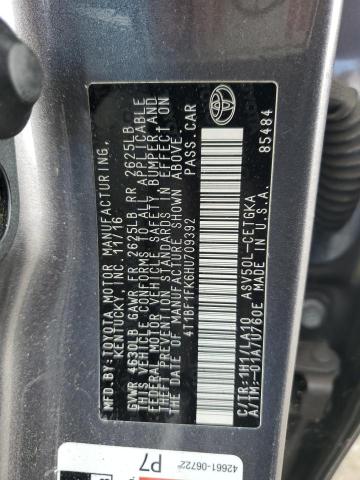 MFD.BY:TOYOTA MOTOR MANUFACTURING,
KENTUCKY, INC. 11/16
GVWR 4630LB GAWR FR 2625LB RR 2625LB
THIS VEHICLE CONFORMS TO ALL APPLICABLE
FEDERAL MOTOR VEHICLE SAFETY, BUMPER, AND
THEFT PREVENTION STANDARDS IN EFFECT ON
THE DATE OF MANUFACTURE SHOWN ABOVE.
4T1BF1FK6HU709392 PASS.CAR
C/TR:1H1/LA10 ASV50L-CETGKA
A/TM:-01A/U760E MADE IN U.S.A. 85484
42661-06722
P7